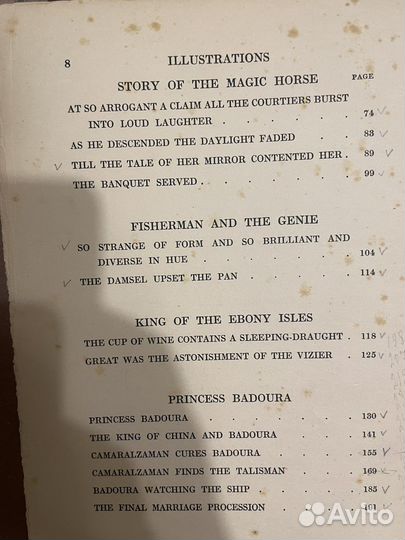 8 ILLUSTRATIONS
STORY OF THE MAGIC HORSE PAGE
AT SO ARROGANT A CLAIM ALL THE COURTIERS BURST
INTO LOUD LAUGHTER . . . . . . 74
AS HE DESCENDED THE DAYLIGHT FADED . . . 83
TILL THE TALE OF HER MIRROR CONTENTED HER . 89
THE BANQUET SERVED . . . . . . 99
FISHERMAN AND THE GENIE
SO STRANGE OF FORM AND SO BRILLIANT AND
DIVERSE IN HUE . . . . . . 104
THE DAMSEL UPSET THE PAN . . . . 114
KING OF THE EBONY ISLES
THE CUP OF WINE CONTAINS A SLEEPING-DRAUGHT . 118
GREAT WAS THE ASTONISHMENT OF THE VIZIER . 125
PRINCESS BADOURA
PRINCESS BADOURA . . . . . 130
THE KING OF CHINA AND BADOURA . . . 141
CAMARALZAMAN CURES BADOURA . . . . 155
CAMARALZAMAN FINDS THE TALISMAN . . . 169
BADOURA WATCHING THE SHIP . . . . 185
THE FINAL MARRIAGE PROCESSION . . . 191
Avito